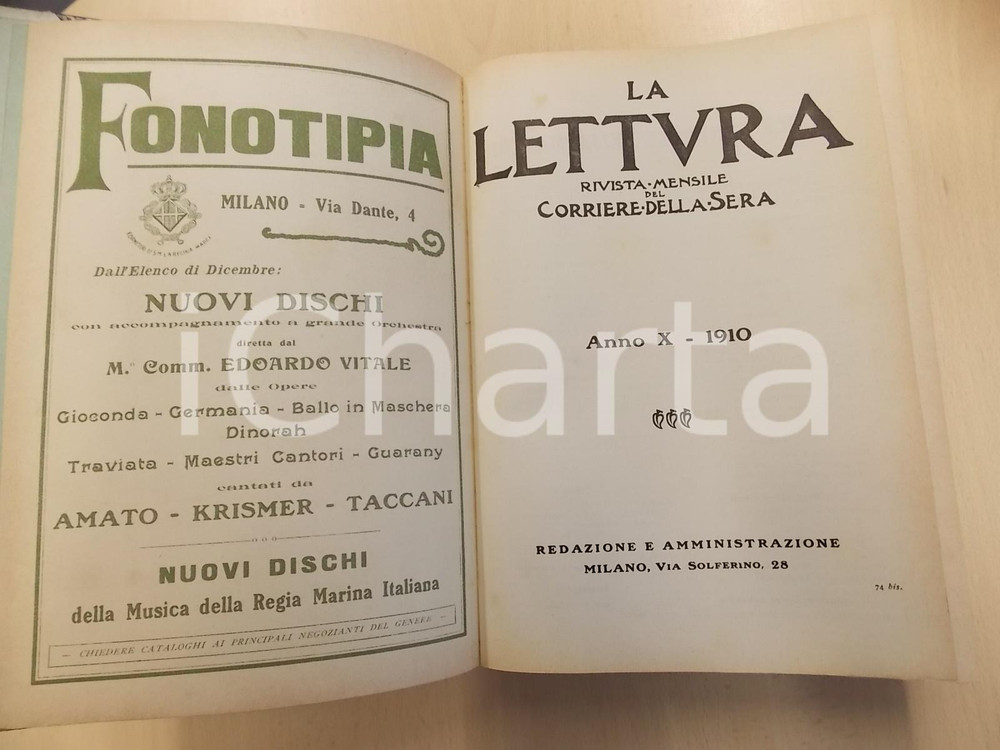 FONOTIPIA
MILANO - Via Dante, 4
Dall'Elenco di Dicembre:
NUOVI DISCHI
con accompagnamento a grande Orchestra
diretta dal
M.° Comm. EDOARDO VITALE
dalle Opere
Gioconda - Germania - Ballo in Maschera
Dinorah
Traviata - Maestri Cantori - Guarany
cantati da
AMATO - KRISMER - TACCANI
NUOVI DISCHI
della Musica della Regia Marina Italiana
— CHIEDERE CATALOGHI AI PRINCIPALI NEGOZIANTI DEL GENERE —
LA
LETTVRA
RIVISTA·MENSILE
DEL
CORRIERE·DELLA·SERA
Anno X - 1910
REDAZIONE E AMMINISTRAZIONE
MILANO, VIA SOLFERINO, 28
74 bis.
iCharta